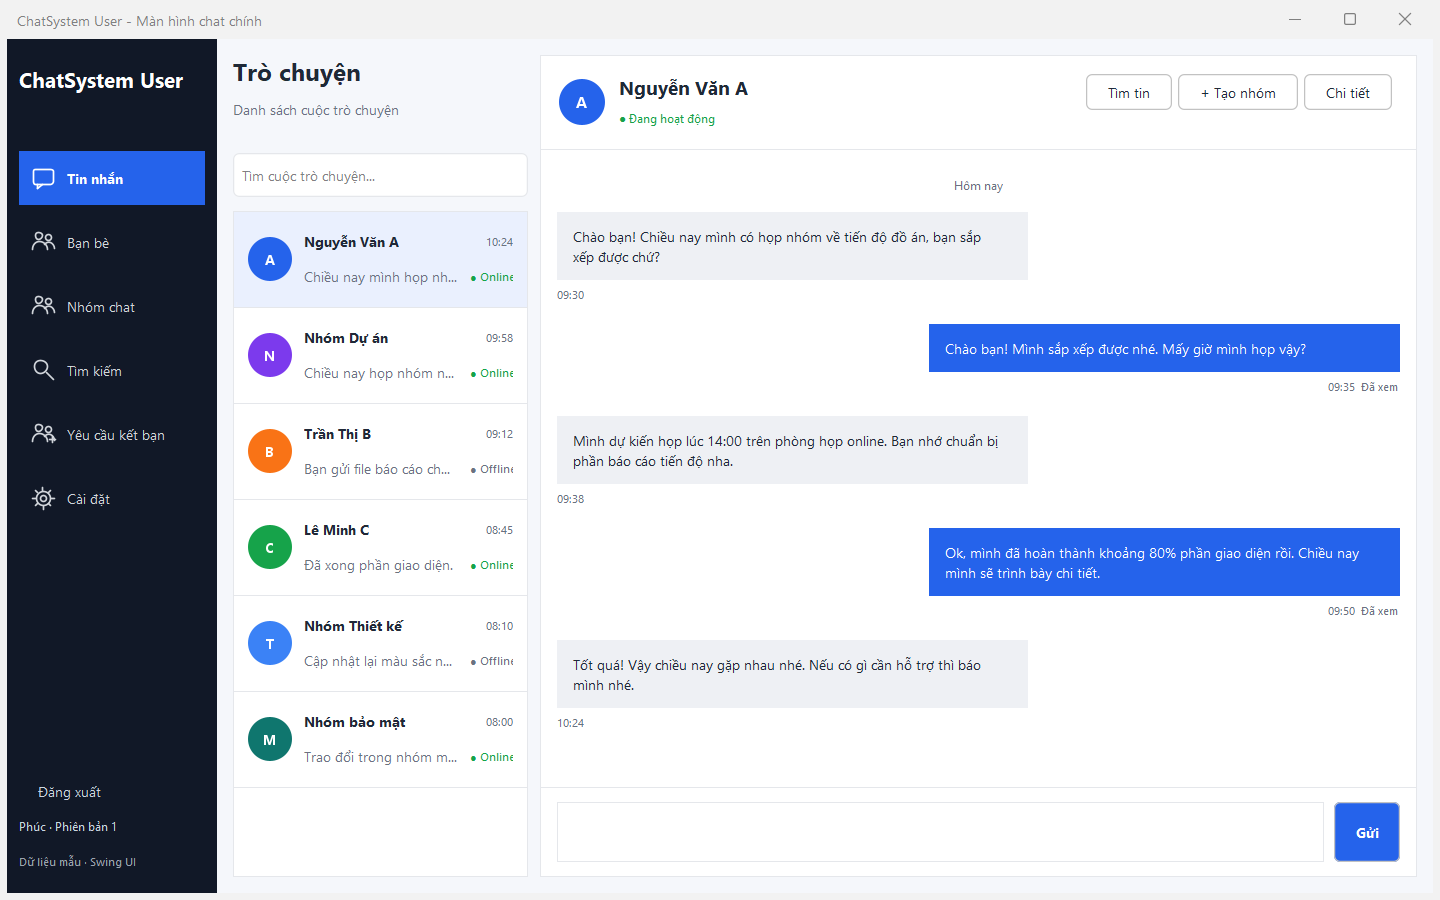 ChatSystem User - Màn hình chat chính
ChatSystem User
Tin nhắn
Bạn bè
Nhóm chat
Tìm kiếm
Yêu cầu kết bạn
Cài đặt
Đăng xuất
Phúc · Phiên bản 1
Dữ liệu mẫu · Swing UI
Trò chuyện
Danh sách cuộc trò chuyện
Tìm cuộc trò chuyện...
A
Nguyễn Văn A
10:24
Chiều nay mình họp nh...
● Online
N
Nhóm Dự án
09:58
Chiều nay họp nhóm n...
● Online
B
Trần Thị B
09:12
Bạn gửi file báo cáo ch...
● Offline
C
Lê Minh C
08:45
Đã xong phần giao diện.
● Online
T
Nhóm Thiết kế
08:10
Cập nhật lại màu sắc n...
● Offline
M
Nhóm bảo mật
08:00
Trao đổi trong nhóm m...
● Online
A
Nguyễn Văn A
● Đang hoạt động
Tìm tin
+ Tạo nhóm
Chi tiết
Hôm nay
Chào bạn! Chiều nay mình có họp nhóm về tiến độ đồ án, bạn sắp
xếp được chứ?
09:30
Chào bạn! Mình sắp xếp được nhé. Mấy giờ mình họp vậy?
09:35 Đã xem
Mình dự kiến họp lúc 14:00 trên phòng họp online. Bạn nhớ chuẩn bị
phần báo cáo tiến độ nha.
09:38
Ok, mình đã hoàn thành khoảng 80% phần giao diện rồi. Chiều nay
mình sẽ trình bày chi tiết.
09:50 Đã xem
Tốt quá! Vậy chiều nay gặp nhau nhé. Nếu có gì cần hỗ trợ thì báo
mình nhé.
10:24
Gửi